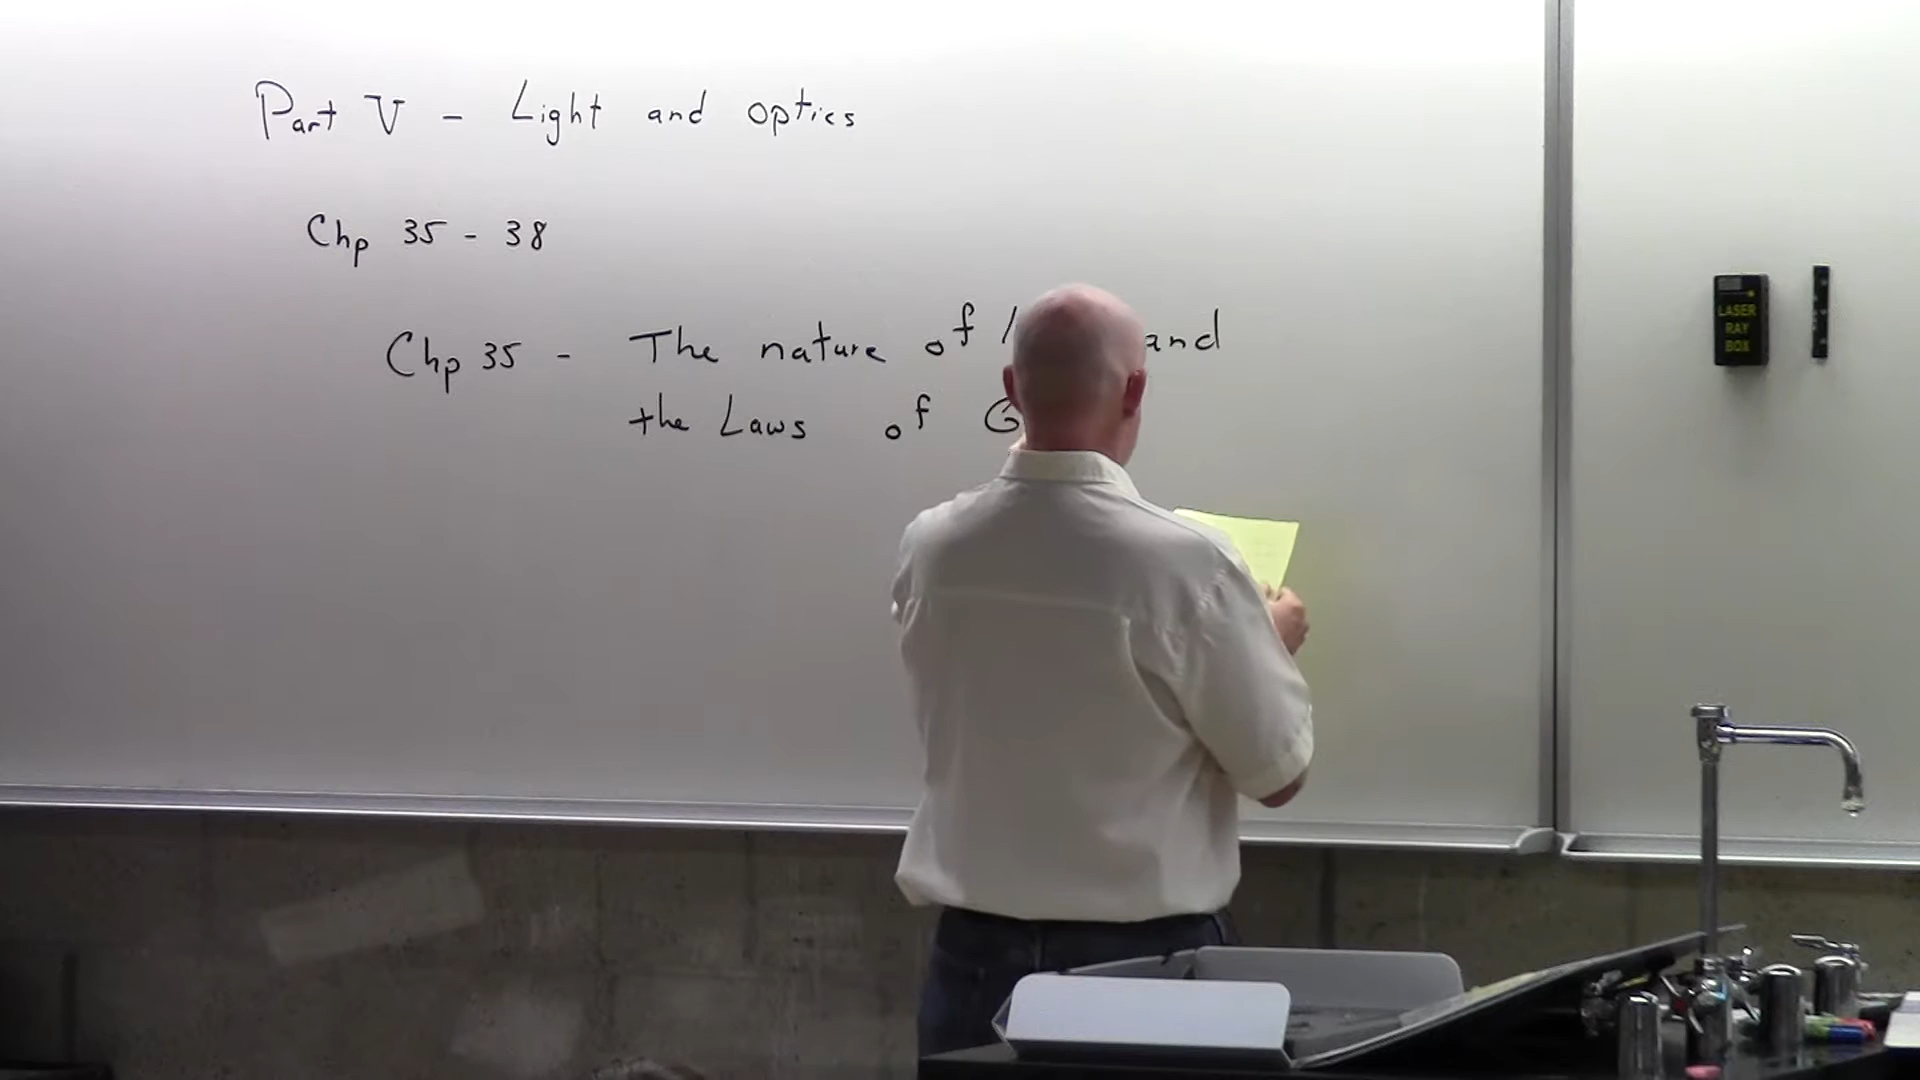 Part V - Light and optics
Chp 35 - 38
Chp 35 - The nature of and
the Laws of
LASER
RAY
BOX